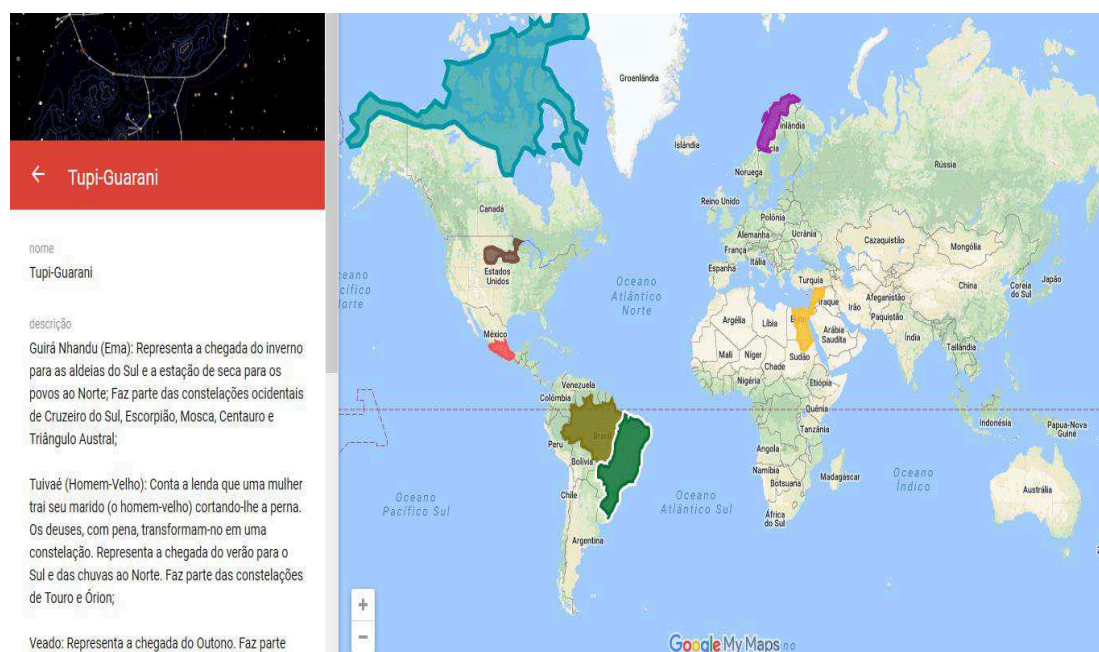 Tupi-Guarani
nome
Tupi-Guarani
descrição
Guirá Nhandu (Ema): Representa a chegada do inverno
para as aldeias do Sul e a estação de seca para os
povos ao Norte; Faz parte das constelações ocidentais
de Cruzeiro do Sul, Escorpião, Mosca, Centauro e
Triângulo Austral;
Tuivaé (Homem-Velho): Conta a lenda que uma mulher
trai seu marido (o homem-velho) cortando-lhe a perna.
Os deuses, com pena, transformam-no em uma
constelação. Representa a chegada do verão para o
Sul e das chuvas ao Norte. Faz parte das constelações
de Touro e Órion;
Veado: Representa a chegada do Outono. Faz parte
Groenlândia
Islândia
Noruega
Rússia
Reino Unido
Polônia
Alemanha
Ucrânia
França
Itália
Espanha
Turquia
Cazaquistão
Mongólia
China
Coreia
do Sul
Japão
Iraque
Irã
Afeganistão
Paquistão
Índia
Tailândia
Argélia
Líbia
Arábia
Saudita
Mali
Níger
Chade
Sudão
Nigéria
Etiópia
Quênia
Tanzânia
Angola
Namíbia
Botsuana
Madagáscar
África
do Sul
Indonésia
Papua-Nova
Guiné
Austrália
Oceano
Índico
Canadá
Estados
Unidos
México
Oceano
Atlântico
Norte
Venezuela
Colômbia
Peru
Brasil
Bolívia
Chile
Argentina
Oceano
Pacífico Sul
Oceano
Atlântico Sul
+
−
Google My Maps